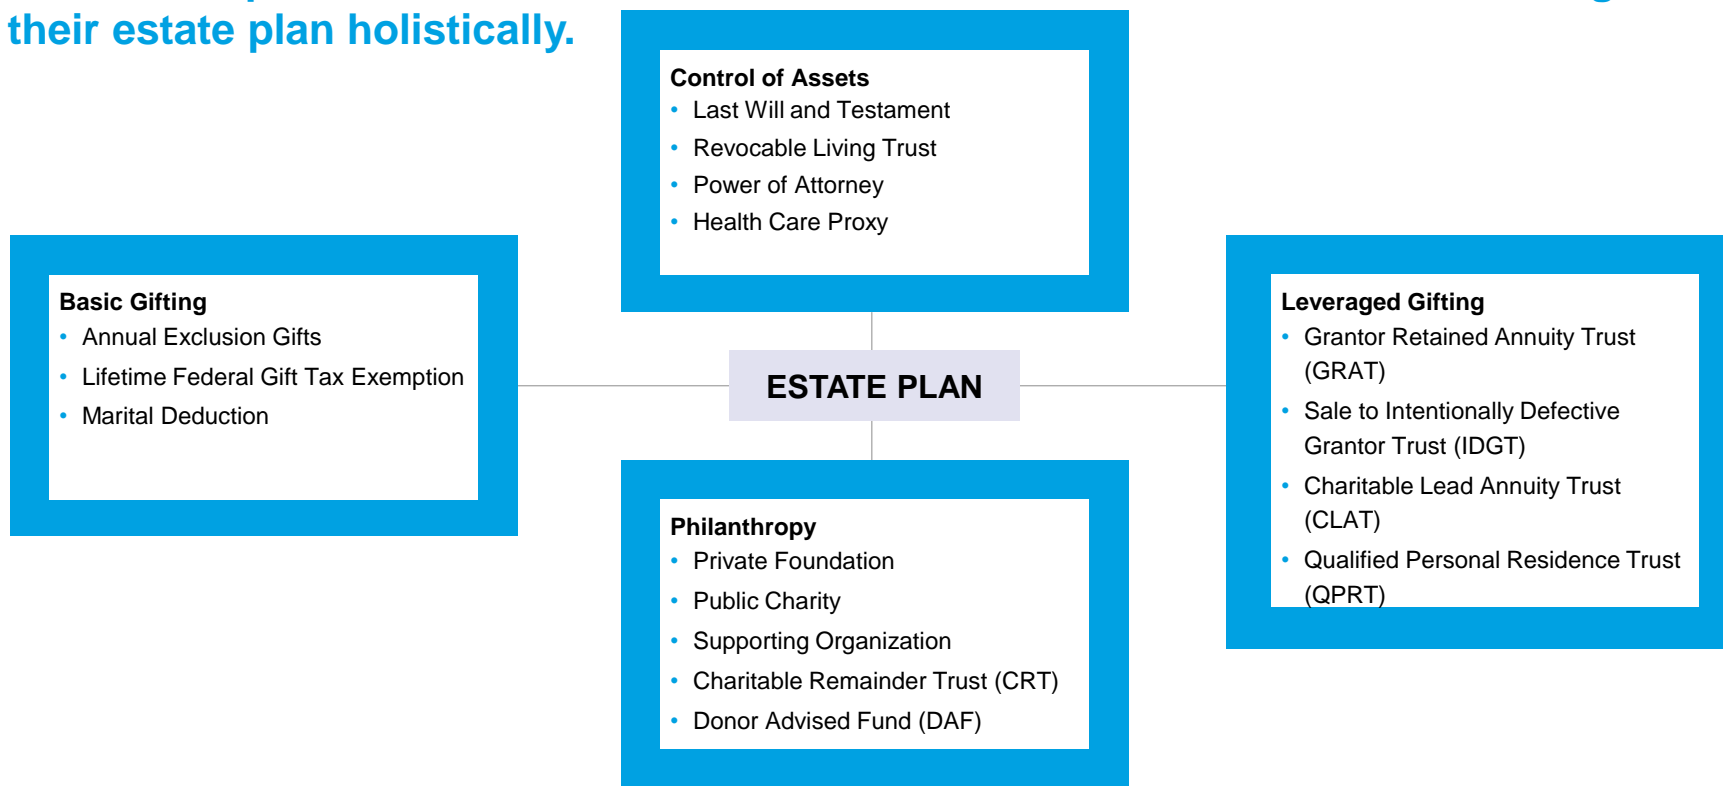 their estate plan holistically.
Control of Assets
• Last Will and Testament
• Revocable Living Trust
• Power of Attorney
• Health Care Proxy
Basic Gifting
• Annual Exclusion Gifts
• Lifetime Federal Gift Tax Exemption
• Marital Deduction
ESTATE PLAN
Leveraged Gifting
• Grantor Retained Annuity Trust
(GRAT)
• Sale to Intentionally Defective
Grantor Trust (IDGT)
• Charitable Lead Annuity Trust
(CLAT)
• Qualified Personal Residence Trust
(QPRT)
Philanthropy
• Private Foundation
• Public Charity
• Supporting Organization
• Charitable Remainder Trust (CRT)
• Donor Advised Fund (DAF)